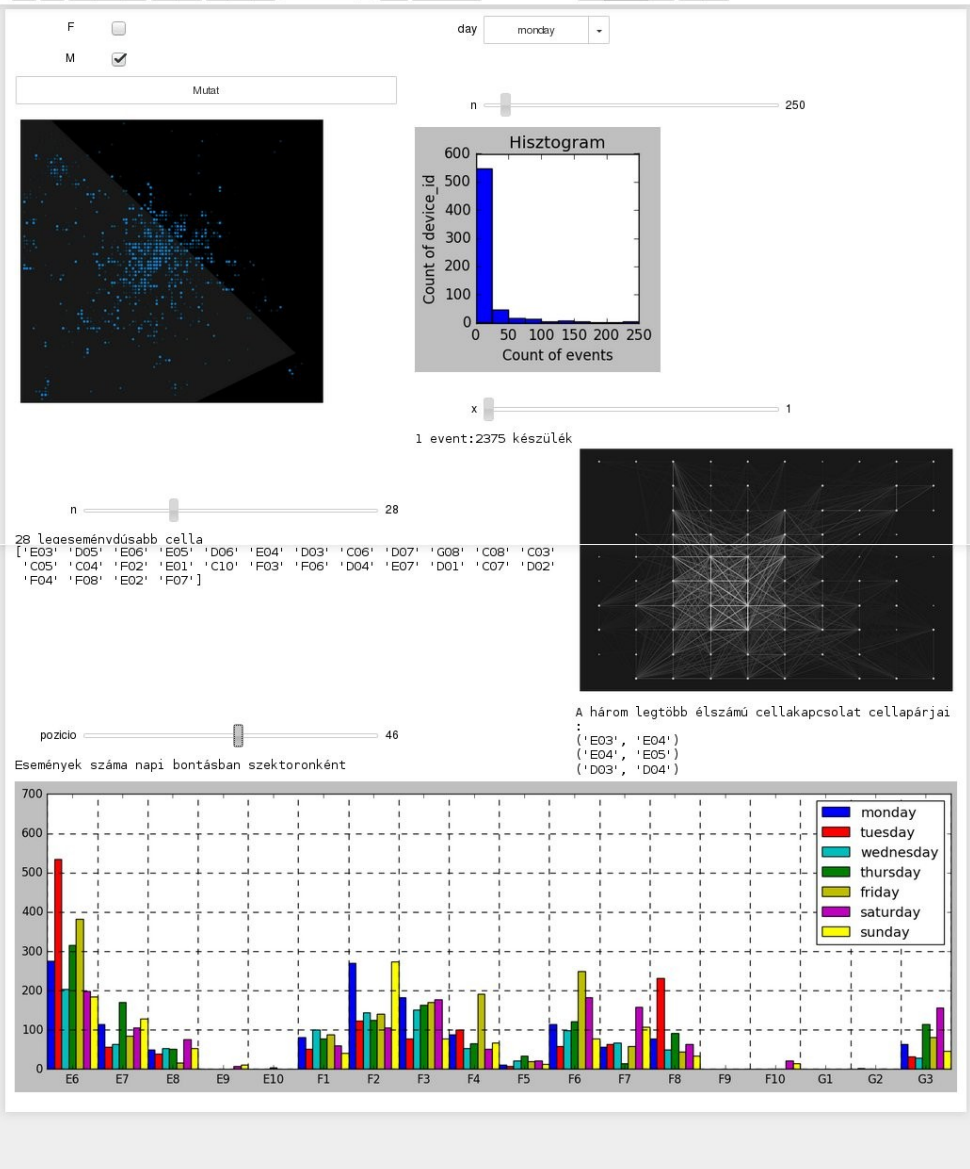 F
M
Mutat
day monday
n 250
Hisztogram
Count of device_id
600
500
400
300
200
100
0
0 50 100 150 200 250
Count of events
x 1
1 event:2375 készülék
n 28
28 legeseménydúsabb cella
['E03' 'D05' 'E06' 'E05' 'D06' 'E04' 'D03' 'C06' 'D07' 'G08' 'C08' 'C03'
'C05' 'C04' 'F02' 'E01' 'C10' 'F03' 'F06' 'D04' 'E07' 'D01' 'C07' 'D02'
'F04' 'F08' 'E02' 'F07']
A három legtöbb élszámú cellakapcsolat cellapárjai
:
('E03', 'E04')
('E04', 'E05')
('D03', 'D04')
pozicio 46
Események száma napi bontásban szektoronként
700
600
500
400
300
200
100
0
E6 E7 E8 E9 E10 F1 F2 F3 F4 F5 F6 F7 F8 F9 F10 G1 G2 G3
monday
tuesday
wednesday
thursday
friday
saturday
sunday